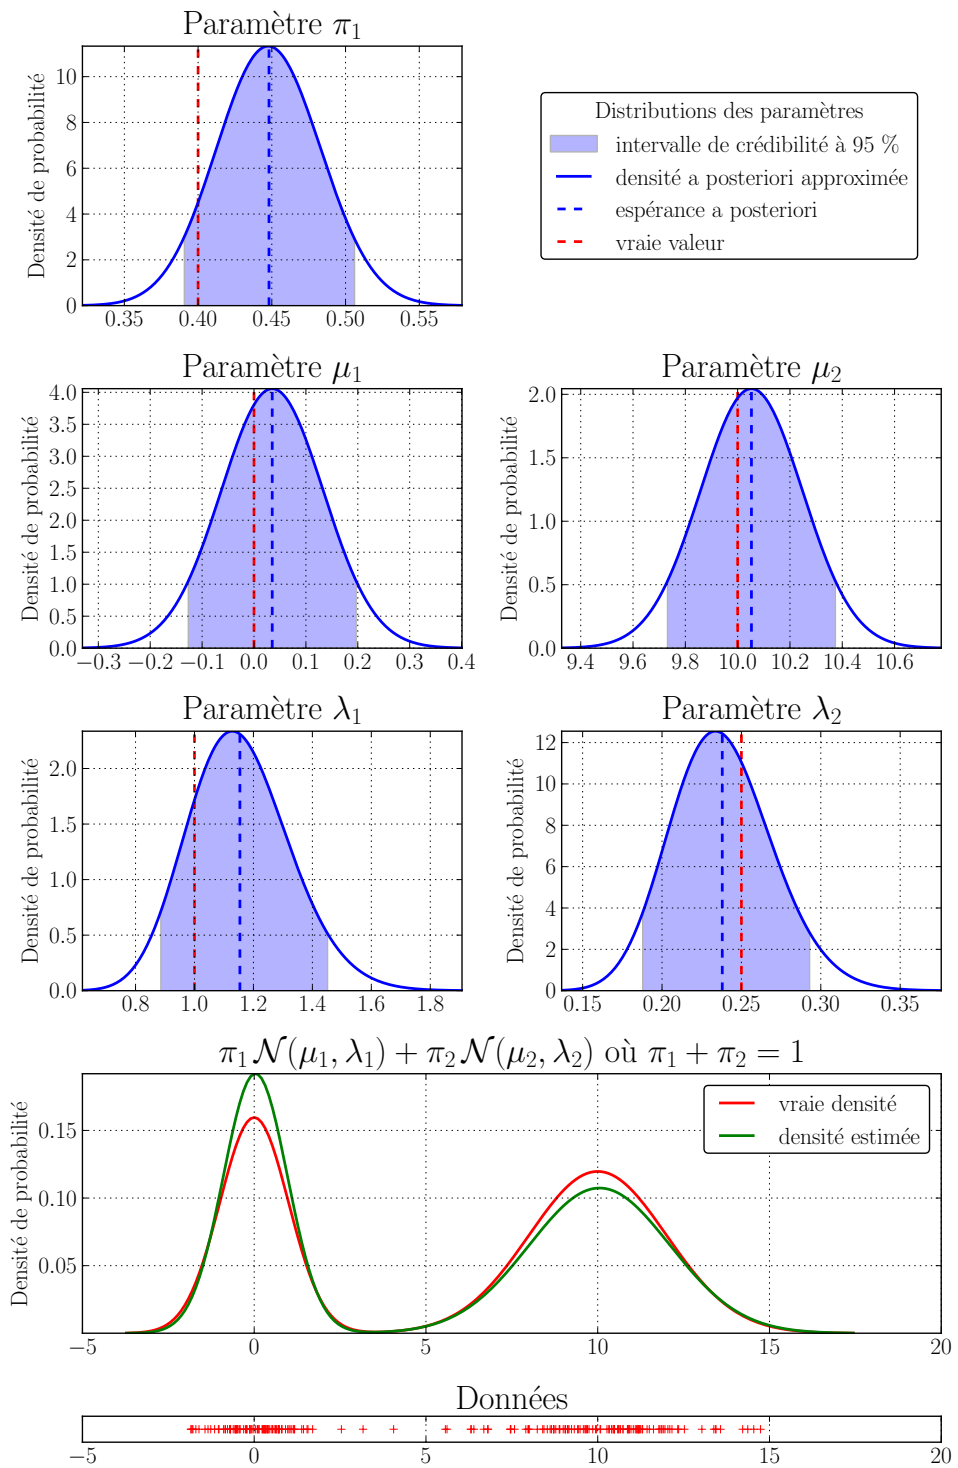 Paramètre π₁
Densité de probabilité
10
8
6
4
2
0
0.35 0.40 0.45 0.50 0.55
Distributions des paramètres
intervalle de crédibilité à 95 %
densité a posteriori approximée
espérance a posteriori
vraie valeur
Paramètre μ₁
Densité de probabilité
4.0
3.5
3.0
2.5
2.0
1.5
1.0
0.5
0.0
−0.3 −0.2 −0.1 0.0 0.1 0.2 0.3 0.4
Paramètre μ₂
Densité de probabilité
2.0
1.5
1.0
0.5
0.0
9.4 9.6 9.8 10.0 10.2 10.4 10.6
Paramètre λ₁
Densité de probabilité
2.0
1.5
1.0
0.5
0.0
0.8 1.0 1.2 1.4 1.6 1.8
Paramètre λ₂
Densité de probabilité
12
10
8
6
4
2
0
0.15 0.20 0.25 0.30 0.35
π₁𝒩(μ₁, λ₁) + π₂𝒩(μ₂, λ₂) où π₁ + π₂ = 1
Densité de probabilité
0.15
0.10
0.05
−5 0 5 10 15 20
vraie densité
densité estimée
Données
−5 0 5 10 15 20